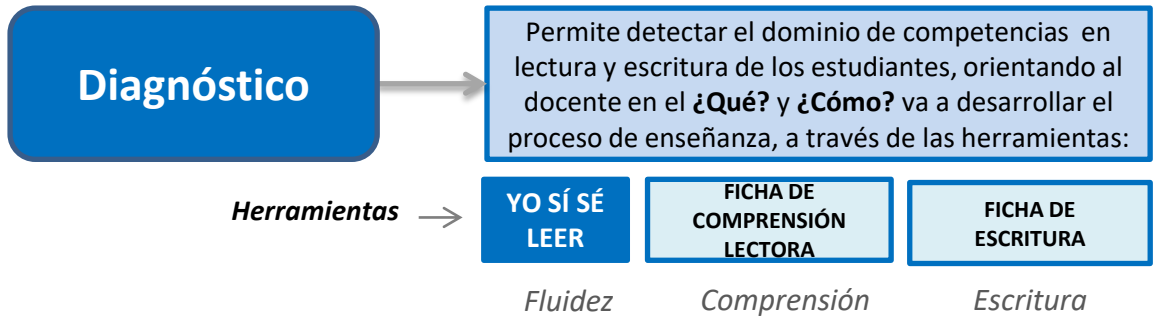 Diagnóstico
Permite detectar el dominio de competencias en
lectura y escritura de los estudiantes, orientando al
docente en el ¿Qué? y ¿Cómo? va a desarrollar el
proceso de enseñanza, a través de las herramientas:
Herramientas
YO SÍ SÉ
LEER
FICHA DE
COMPRENSIÓN
LECTORA
FICHA DE
ESCRITURA
Fluidez
Comprensión
Escritura